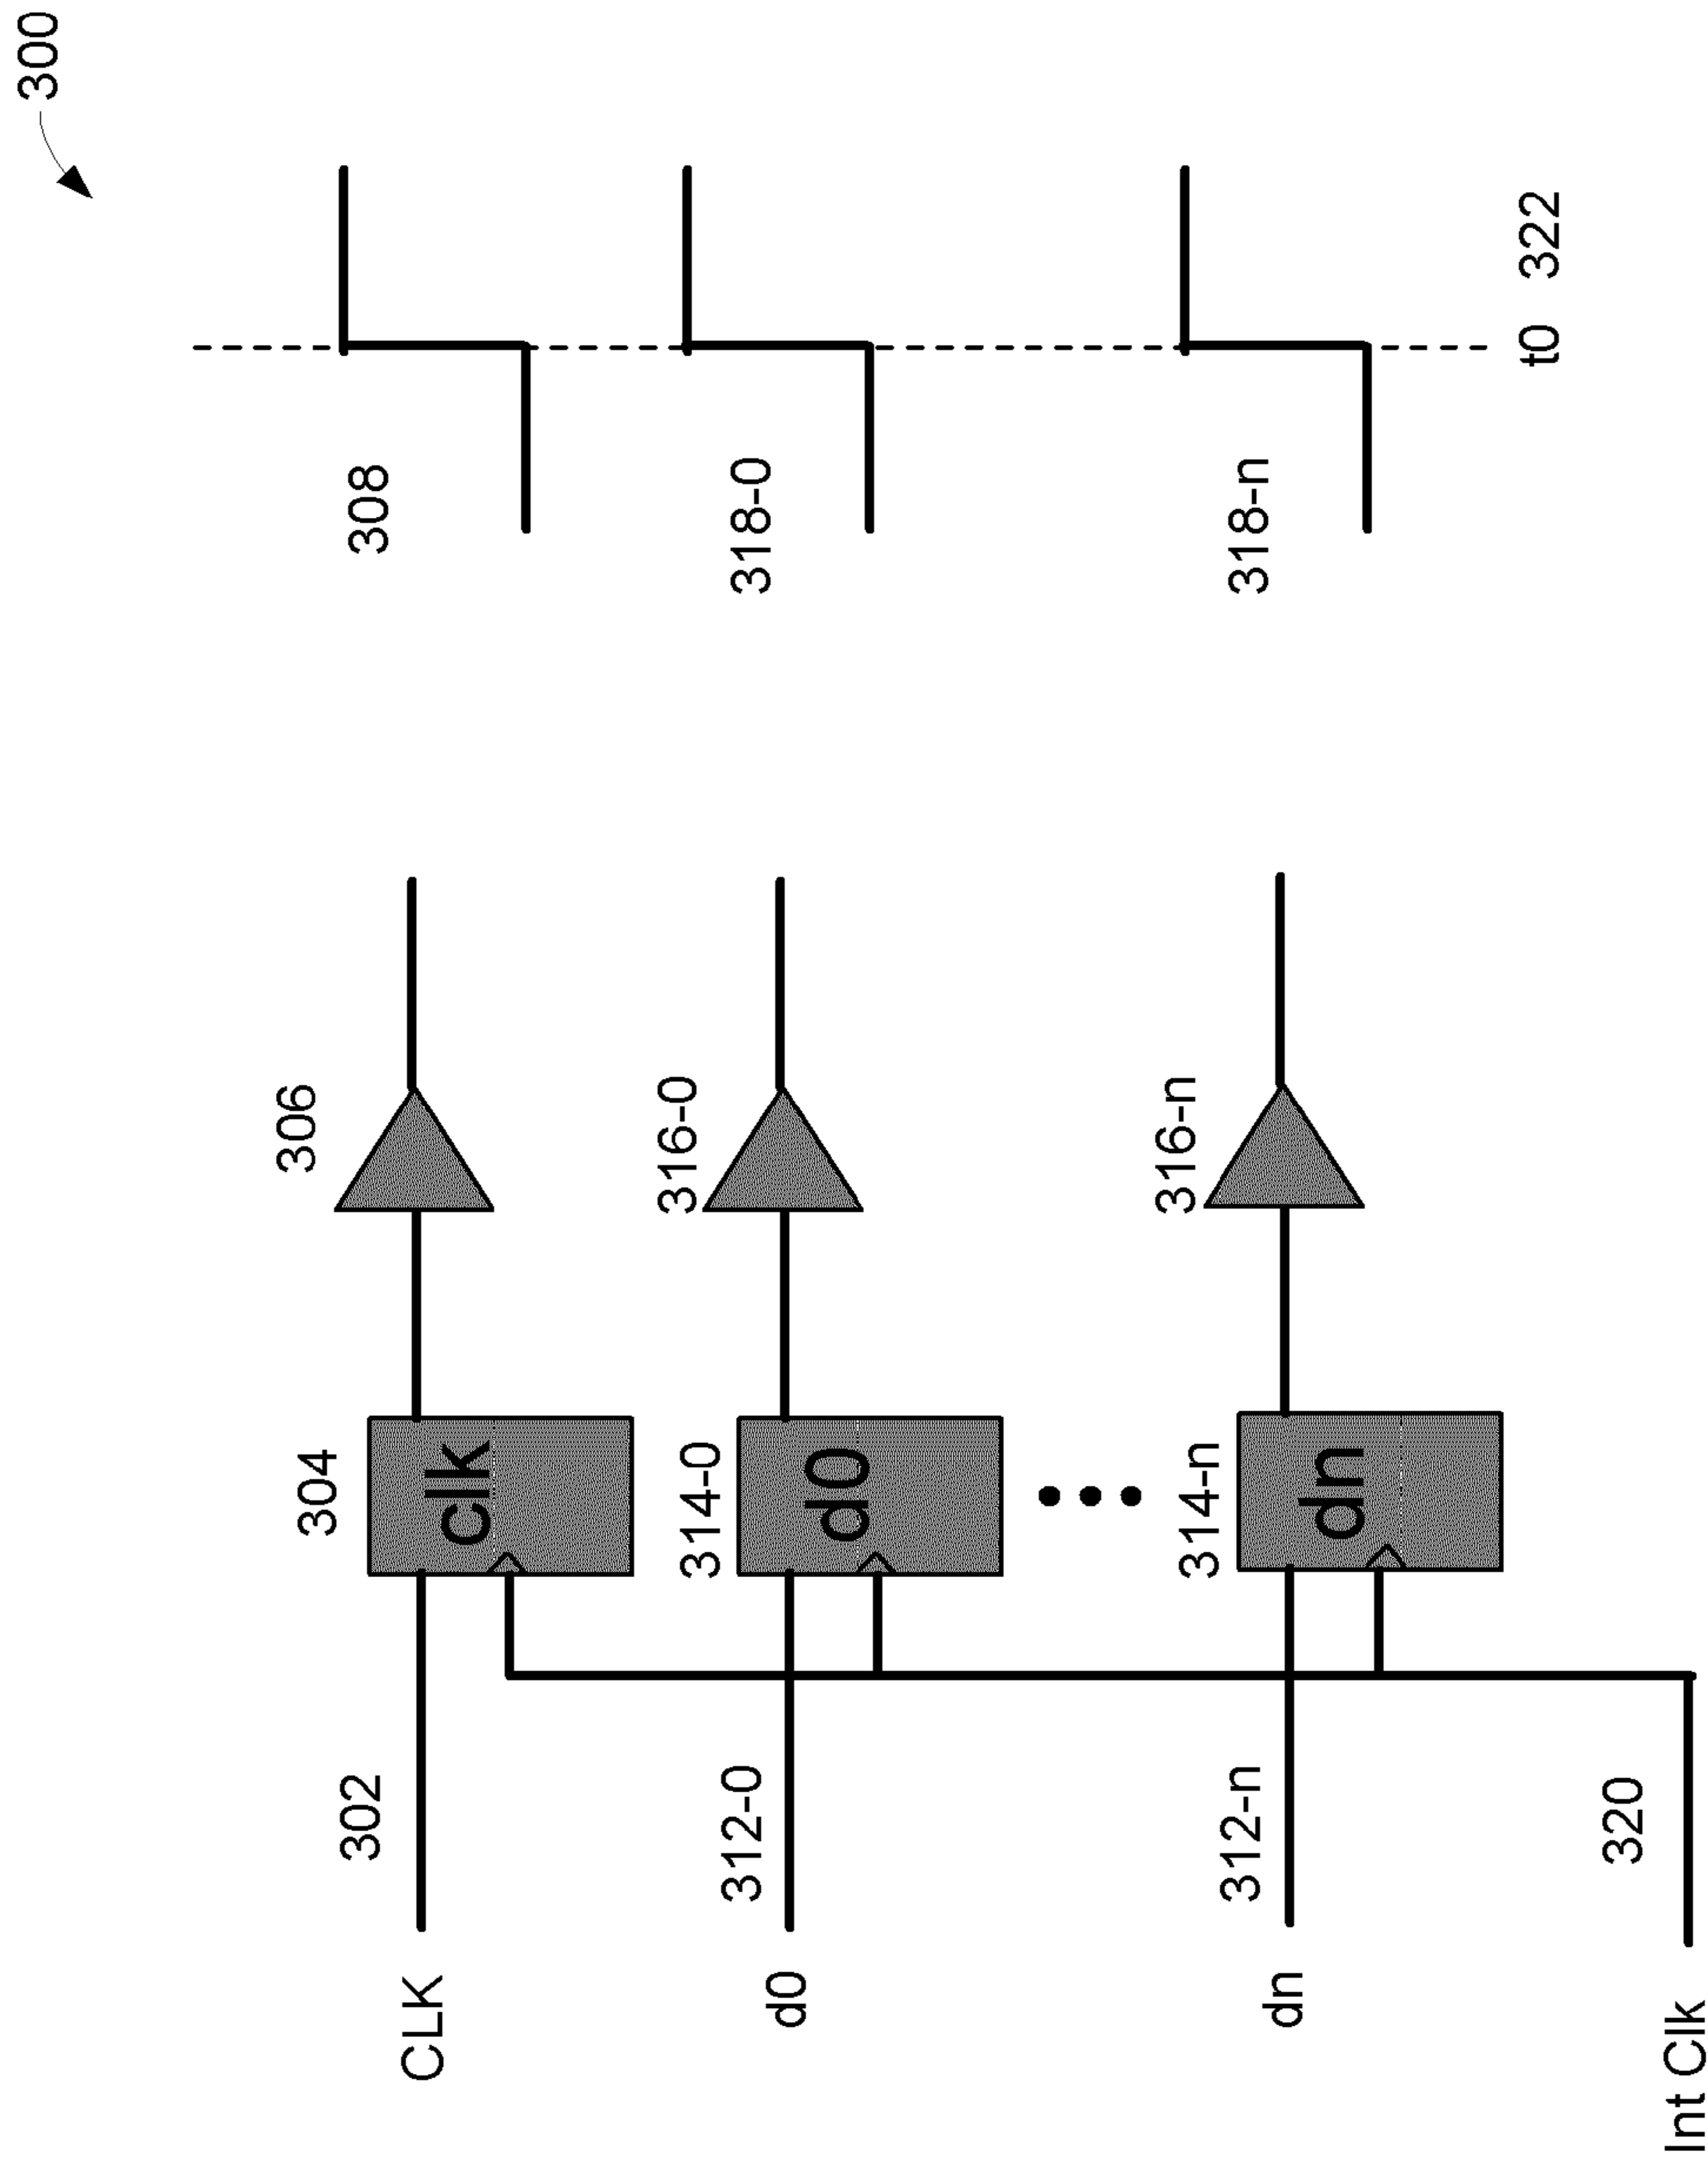 300
CLK
302
304
clk
306
308
d0
312-0
314-0
d0
316-0
318-0
dn
312-n
314-n
dn
316-n
318-n
Int Clk
320
t0 322